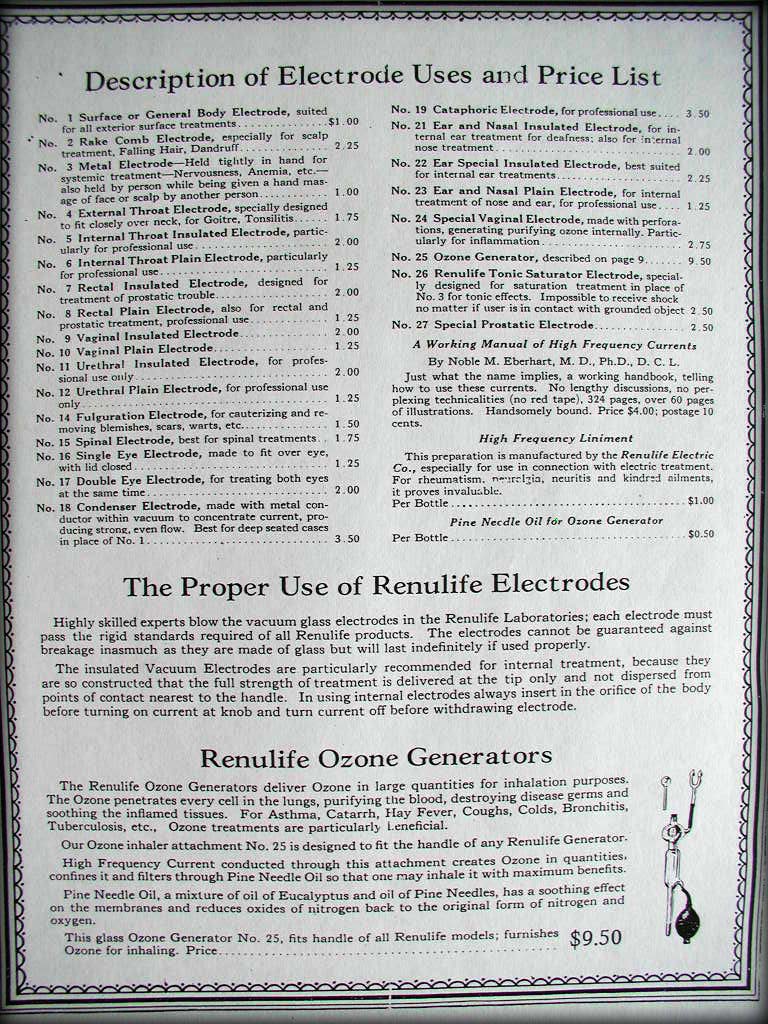 Description of Electrode Uses and Price List
No. 1 Surface or General Body Electrode, suited
for all exterior surface treatments....................$1.00
No. 2 Rake Comb Electrode, especially for scalp
treatment, Falling Hair, Dandruff.................... 2.25
No. 3 Metal Electrode—Held tightly in hand for
systemic treatment—Nervousness, Anemia, etc.—
also held by person while being given a hand mas-
age of face or scalp by another person............. 1.00
No. 4 External Throat Electrode, specially designed
to fit closely over neck, for Goitre, Tonsilitis...... 1.75
No. 5 Internal Throat Insulated Electrode, partic-
ularly for professional use............................ 2.00
No. 6 Internal Throat Plain Electrode, particularly
for professional use.................................... 1.25
No. 7 Rectal Insulated Electrode, designed for
treatment of prostatic trouble........................ 2.00
No. 8 Rectal Plain Electrode, also for rectal and
prostatic treatment, professional use.............. 1.25
No. 9 Vaginal Insulated Electrode.................. 2.00
No. 10 Vaginal Plain Electrode....................... 1.25
No. 11 Urethral Insulated Electrode, for profes-
sional use only.......................................... 2.00
No. 12 Urethral Plain Electrode, for professional use
only........................................................ 1.25
No. 14 Fulguration Electrode, for cauterizing and re-
moving blemishes, scars, warts, etc................ 1.50
No. 15 Spinal Electrode, best for spinal treatments.. 1.75
No. 16 Single Eye Electrode, made to fit over eye,
with lid closed.......................................... 1.25
No. 17 Double Eye Electrode, for treating both eyes
at the same time....................................... 2.00
No. 18 Condenser Electrode, made with metal con-
ductor within vacuum to concentrate current, pro-
ducing strong, even flow. Best for deep seated cases
in place of No. 1....................................... 3.50
No. 19 Cataphoric Electrode, for professional use.... 3.50
No. 21 Ear and Nasal Insulated Electrode, for in-
ternal ear treatment for deafness; also for internal
nose treatment.......................................... 2.00
No. 22 Ear Special Insulated Electrode, best suited
for internal ear treatments........................... 2.25
No. 23 Ear and Nasal Plain Electrode, for internal
treatment of nose and ear, for professional use.... 1.25
No. 24 Special Vaginal Electrode, made with perfora-
tions, generating purifying ozone internally. Partic-
ularly for inflammation............................... 2.75
No. 25 Ozone Generator, described on page 9....... 9.50
No. 26 Renulife Tonic Saturator Electrode, special-
ly designed for saturation treatment in place of
No. 3 for tonic effects. Impossible to receive shock
no matter if user is in contact with grounded object 2.50
No. 27 Special Prostatic Electrode.................. 2.50
A Working Manual of High Frequency Currents
By Noble M. Eberhart, M. D., Ph.D., D. C. L.
Just what the name implies, a working handbook, telling
how to use these currents. No lengthy discussions, no per-
plexing technicalities (no red tape), 324 pages, over 60 pages
of illustrations. Handsomely bound. Price $4.00; postage 10
cents.
High Frequency Liniment
This preparation is manufactured by the Renulife Electric
Co., especially for use in connection with electric treatment.
For rheumatism, neuralgia, neuritis and kindred ailments,
it proves invaluable.
Per Bottle................................................$1.00
Pine Needle Oil for Ozone Generator
Per Bottle................................................$0.50
The Proper Use of Renulife Electrodes
Highly skilled experts blow the vacuum glass electrodes in the Renulife Laboratories; each electrode must
pass the rigid standards required of all Renulife products. The electrodes cannot be guaranteed against
breakage inasmuch as they are made of glass but will last indefinitely if used properly.
The insulated Vacuum Electrodes are particularly recommended for internal treatment, because they
are so constructed that the full strength of treatment is delivered at the tip only and not dispersed from
points of contact nearest to the handle. In using internal electrodes always insert in the orifice of the body
before turning on current at knob and turn current off before withdrawing electrode.
Renulife Ozone Generators
The Renulife Ozone Generators deliver Ozone in large quantities for inhalation purposes.
The Ozone penetrates every cell in the lungs, purifying the blood, destroying disease germs and
soothing the inflamed tissues. For Asthma, Catarrh, Hay Fever, Coughs, Colds, Bronchitis,
Tuberculosis, etc., Ozone treatments are particularly beneficial.
Our Ozone inhaler attachment No. 25 is designed to fit the handle of any Renulife Generator.
High Frequency Current conducted through this attachment creates Ozone in quantities,
confines it and filters through Pine Needle Oil so that one may inhale it with maximum benefits.
Pine Needle Oil, a mixture of oil of Eucalyptus and oil of Pine Needles, has a soothing effect
on the membranes and reduces oxides of nitrogen back to the original form of nitrogen and
oxygen.
This glass Ozone Generator No. 25, fits handle of all Renulife models; furnishes
Ozone for inhaling. Price.................................................. $9.50